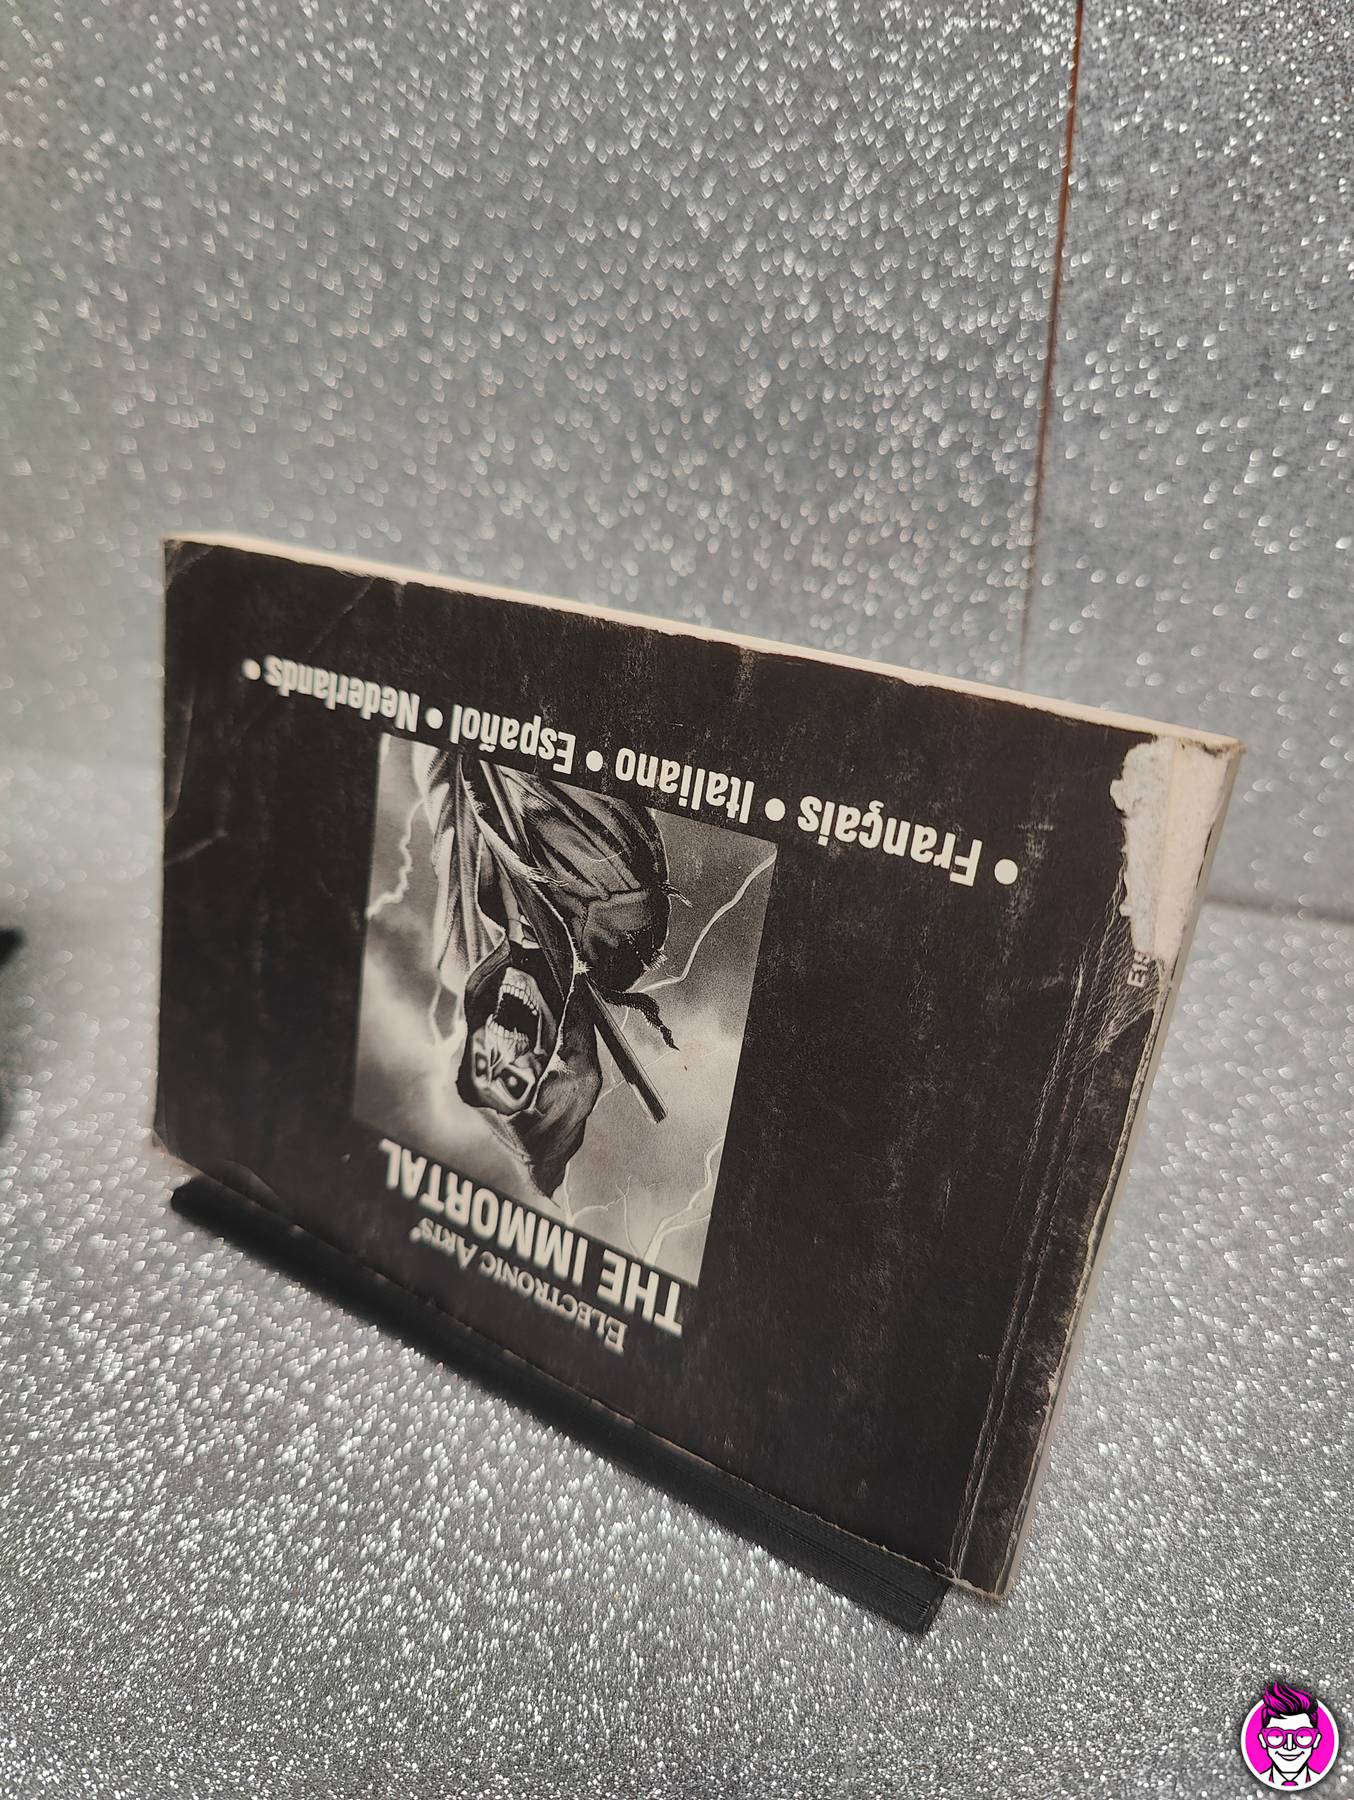 ELECTRONIC ARTS®
THE IMMORTAL
• Français • Italiano • Español • Nederlands •